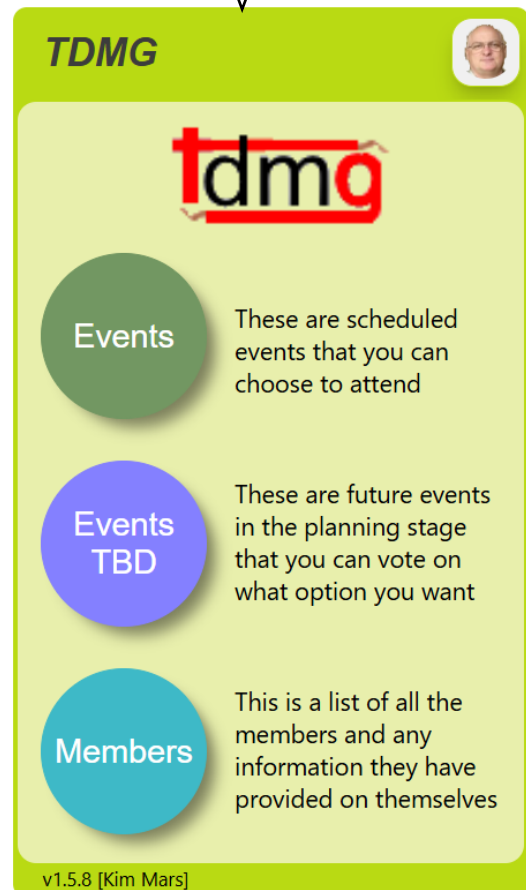 TDMG
tdmg
Events
These are scheduled
events that you can
choose to attend
Events
TBD
These are future events
in the planning stage
that you can vote on
what option you want
Members
This is a list of all the
members and any
information they have
provided on themselves
v1.5.8 [Kim Mars]